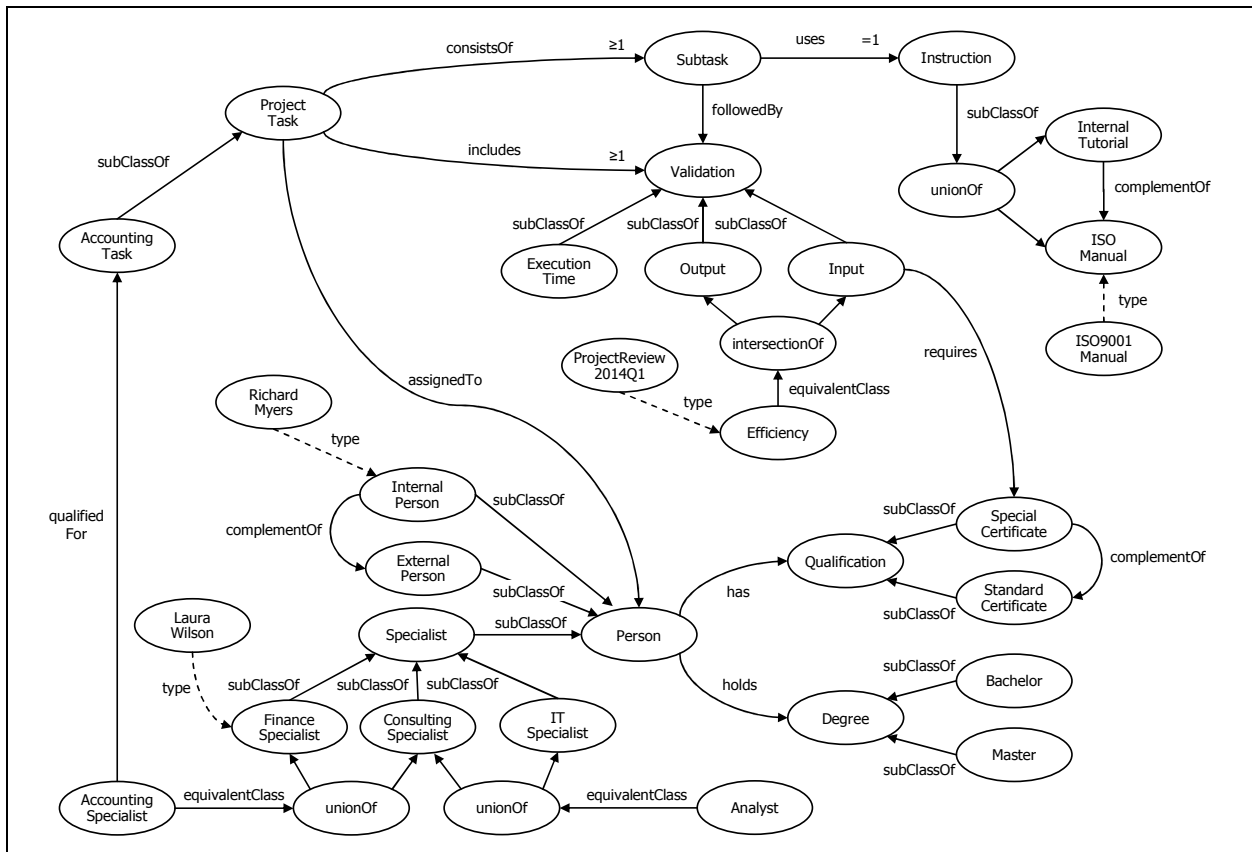 consistsOf
≥1
Subtask
uses
=1
Instruction
Project
Task
followedBy
subClassOf
Internal
Tutorial
subClassOf
includes
≥1
Validation
unionOf
complementOf
Accounting
Task
subClassOf
subClassOf
subClassOf
Execution
Time
Output
Input
ISO
Manual
type
ISO9001
Manual
intersectionOf
requires
ProjectReview
2014Q1
equivalentClass
type
Efficiency
assignedTo
Richard
Myers
type
Internal
Person
subClassOf
qualified
For
complementOf
External
Person
subClassOf
subClassOf
Special
Certificate
complementOf
Qualification
Standard
Certificate
subClassOf
has
Laura
Wilson
Specialist
subClassOf
Person
type
subClassOf
subClassOf
subClassOf
holds
subClassOf
Bachelor
Finance
Specialist
Consulting
Specialist
IT
Specialist
Degree
Master
subClassOf
Accounting
Specialist
equivalentClass
unionOf
unionOf
equivalentClass
Analyst